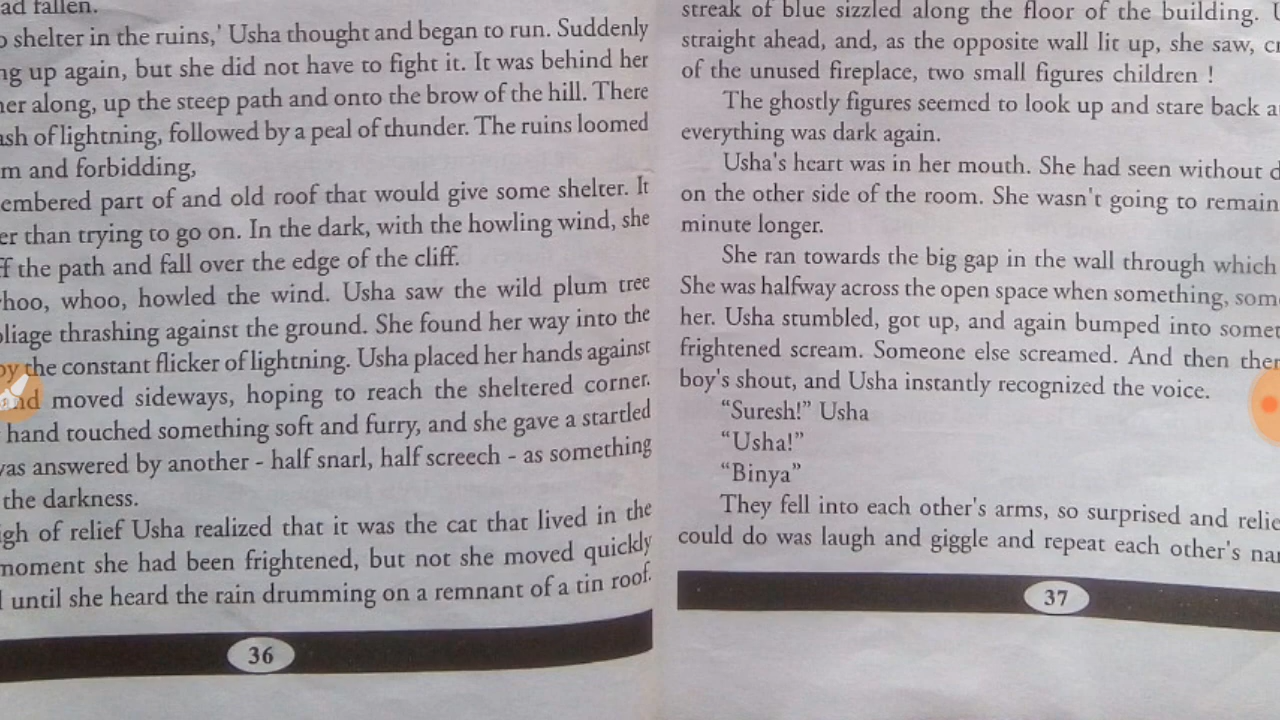 ad fallen.
shelter in the ruins,' Usha thought and began to run. Suddenly
ng up again, but she did not have to fight it. It was behind her
her along, up the steep path and onto the brow of the hill. There
ash of lightning, followed by a peal of thunder. The ruins loomed
m and forbidding,
embered part of and old roof that would give some shelter. It
er than trying to go on. In the dark, with the howling wind, she
ff the path and fall over the edge of the cliff.
hoo, whoo, howled the wind. Usha saw the wild plum tree
oliage thrashing against the ground. She found her way into the
by the constant flicker of lightning. Usha placed her hands against
and moved sideways, hoping to reach the sheltered corner.
hand touched something soft and furry, and she gave a startled
was answered by another - half snarl, half screech - as something
the darkness.
igh of relief Usha realized that it was the cat that lived in the
moment she had been frightened, but not she moved quickly
l until she heard the rain drumming on a remnant of a tin roof.
36
streak of blue sizzled along the floor of the building. U
straight ahead, and, as the opposite wall lit up, she saw, cr
of the unused fireplace, two small figures children !
The ghostly figures seemed to look up and stare back a
everything was dark again.
Usha's heart was in her mouth. She had seen without d
on the other side of the room. She wasn't going to remain
minute longer.
She ran towards the big gap in the wall through which
She was halfway across the open space when something, som
her. Usha stumbled, got up, and again bumped into somet
frightened scream. Someone else screamed. And then ther
boy's shout, and Usha instantly recognized the voice.
“Suresh!” Usha
“Usha!”
“Binya”
They fell into each other's arms, so surprised and relie
could do was laugh and giggle and repeat each other's nam
37